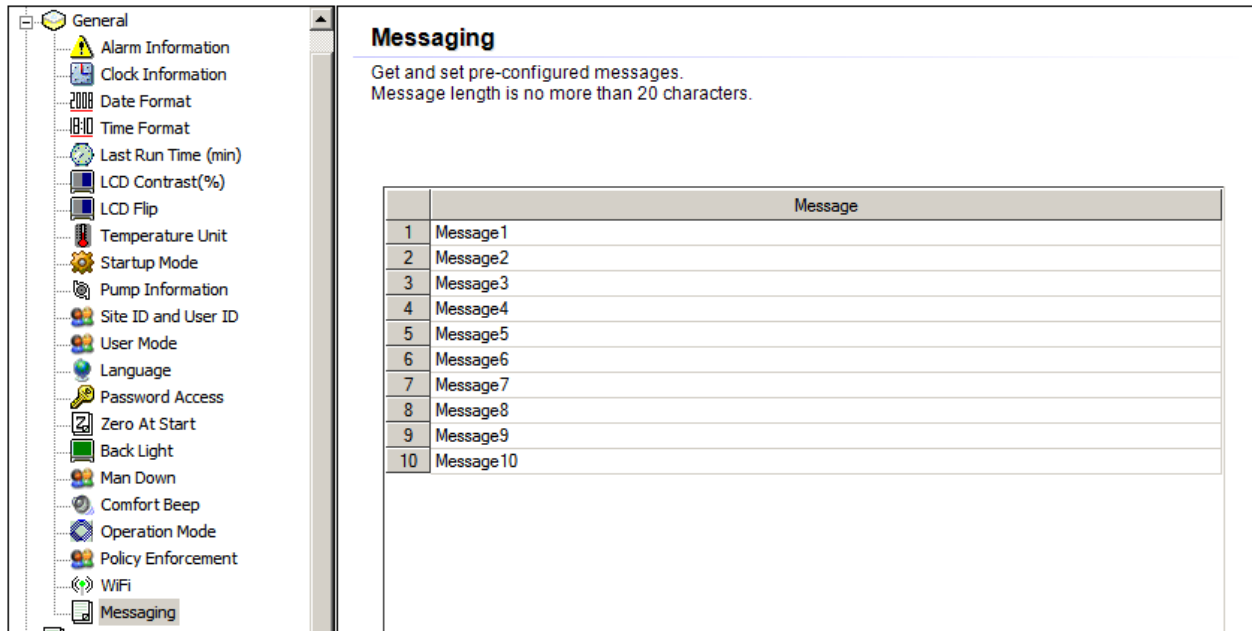 General
Alarm Information
Clock Information
Date Format
Time Format
Last Run Time (min)
LCD Contrast(%)
LCD Flip
Temperature Unit
Startup Mode
Pump Information
Site ID and User ID
User Mode
Language
Password Access
Zero At Start
Back Light
Man Down
Comfort Beep
Operation Mode
Policy Enforcement
WiFi
Messaging
Messaging
Get and set pre-configured messages.
Message length is no more than 20 characters.
Message
1 Message1
2 Message2
3 Message3
4 Message4
5 Message5
6 Message6
7 Message7
8 Message8
9 Message9
10 Message10